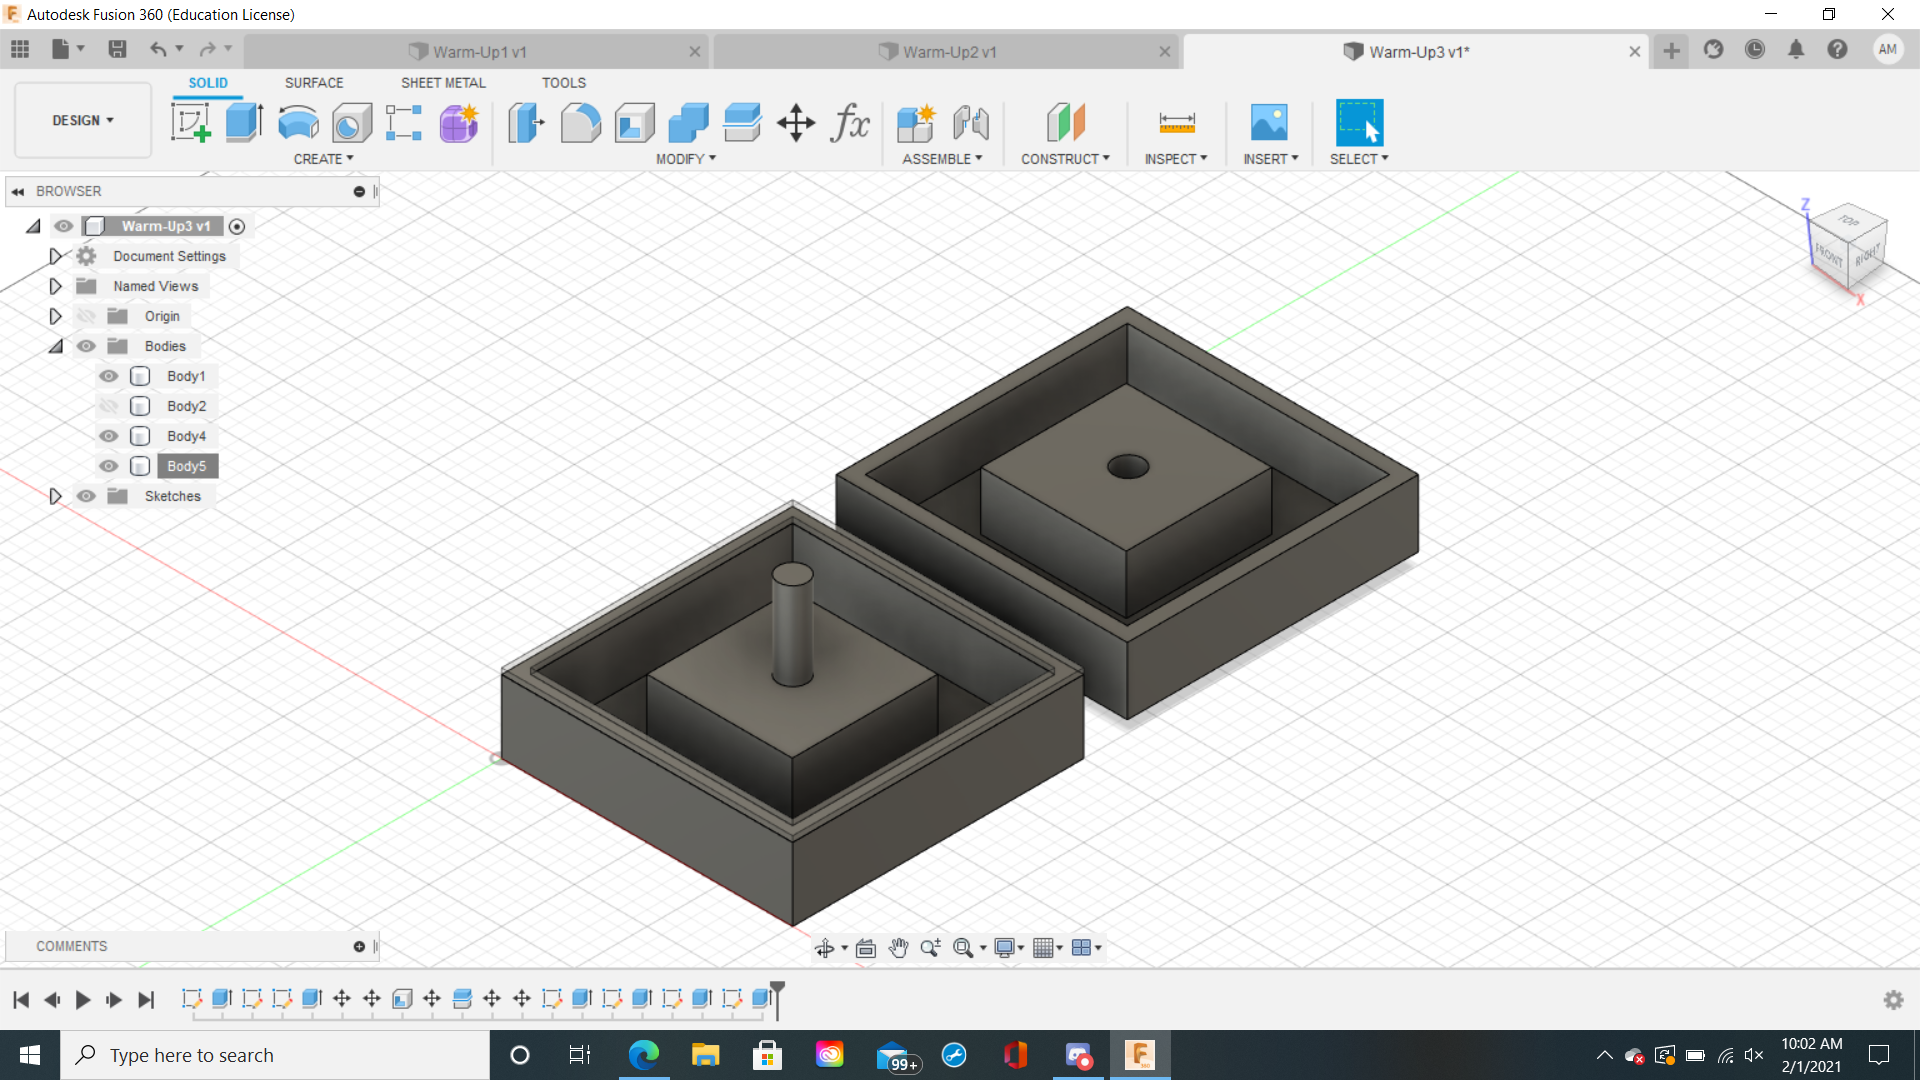 Autodesk Fusion 360 (Education License)
Warm-Up1 v1
Warm-Up2 v1
Warm-Up3 v1*
AM
SOLID
SURFACE
SHEET METAL
TOOLS
DESIGN
fx
CREATE
MODIFY
ASSEMBLE
CONSTRUCT
INSPECT
INSERT
SELECT
BROWSER
Warm-Up3 v1
Document Settings
Named Views
Origin
Bodies
Body1
Body2
Body4
Body5
Sketches
Z
TOP
FRONT
RIGHT
X
COMMENTS
Type here to search
99+
10:02 AM
2/1/2021